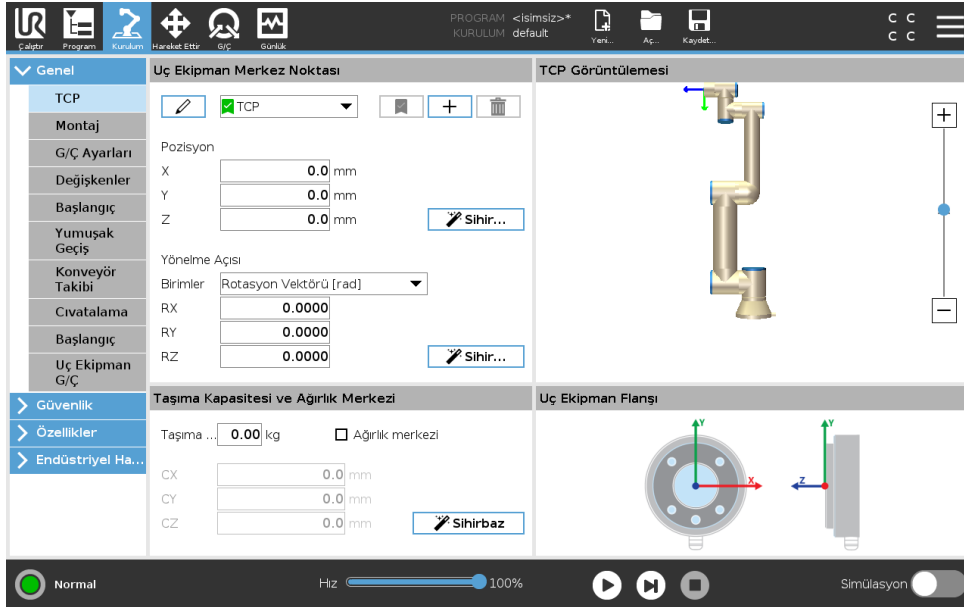 PROGRAM <isimsiz>*
KURULUM default
C C
C C
Çalıştır
Program
Kurulum
Hareket Ettir
G/Ç
Günlük
Yeni...
Aç...
Kaydet...
Genel
TCP
Montaj
G/Ç Ayarları
Değişkenler
Başlangıç
Yumuşak
Geçiş
Konveyör
Takibi
Cıvatalama
Başlangıç
Uç Ekipman
G/Ç
Güvenlik
Özellikler
Endüstriyel Ha...
Uç Ekipman Merkez Noktası
TCP
Pozisyon
X 0.0 mm
Y 0.0 mm
Z 0.0 mm
Sihir...
Yönelme Açısı
Birimler Rotasyon Vektörü [rad]
RX 0.0000
RY 0.0000
RZ 0.0000
Sihir...
Taşıma Kapasitesi ve Ağırlık Merkezi
Taşıma ... 0.00 kg
Ağırlık merkezi
CX 0.0 mm
CY 0.0 mm
CZ 0.0 mm
Sihirbaz
TCP Görüntülemesi
Uç Ekipman Flanşı
Y
X
Y
Z
Normal
Hız
100%
Simülasyon